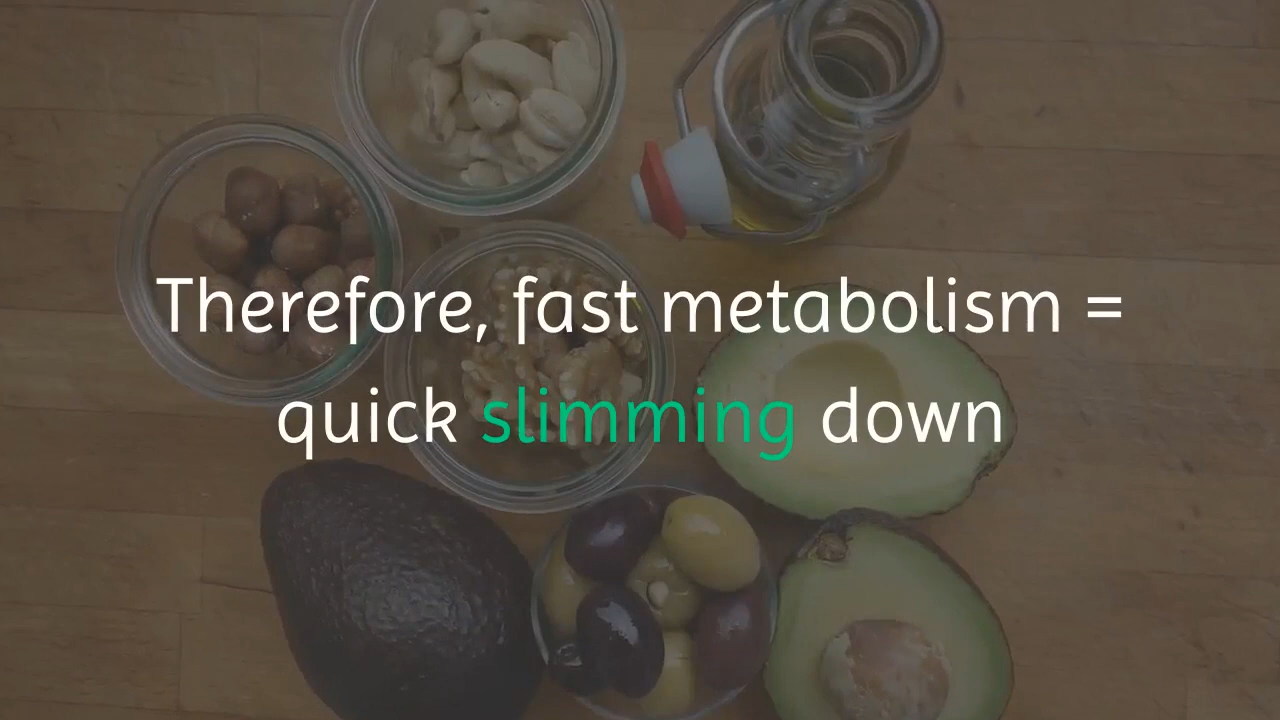 Therefore, fast metabolism =
quick slimming down